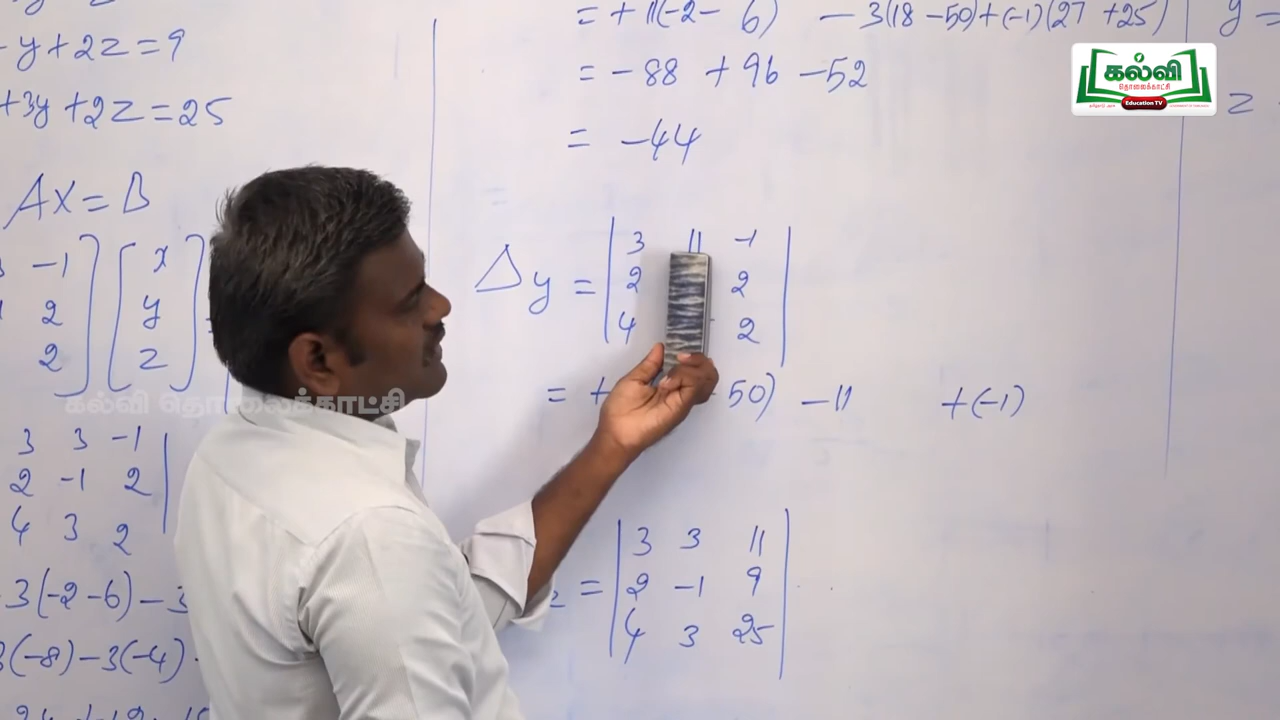 -y+2z=9
+3y+2z=25
AX=B
-1] [x
2 y
2] z]
3 3 -1
2 -1 2
4 3 2
3(-2-6)-3
3(-8)-3(-4)
=+11(-2-6) -3(18-50)+(-1)(27+25)
=-88+96-52
= -44
Δy = |3 11 -1|
2 2
4 2
= + 50) -11 +(-1)
= |3 3 11|
2 -1 9
4 3 25
y =
z
கல்வி
தொலைக்காட்சி
Education TV
கல்வி தொலைக்காட்சி